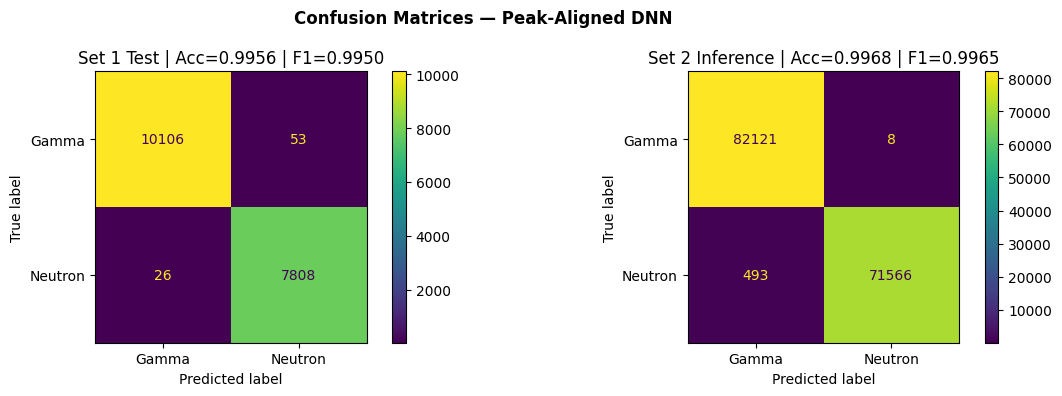 Confusion Matrices — Peak-Aligned DNN
Set 1 Test | Acc=0.9956 | F1=0.9950
True label
Gamma
Neutron
10106
53
26
7808
Gamma
Neutron
Predicted label
10000
8000
6000
4000
2000
Set 2 Inference | Acc=0.9968 | F1=0.9965
True label
Gamma
Neutron
82121
8
493
71566
Gamma
Neutron
Predicted label
80000
70000
60000
50000
40000
30000
20000
10000